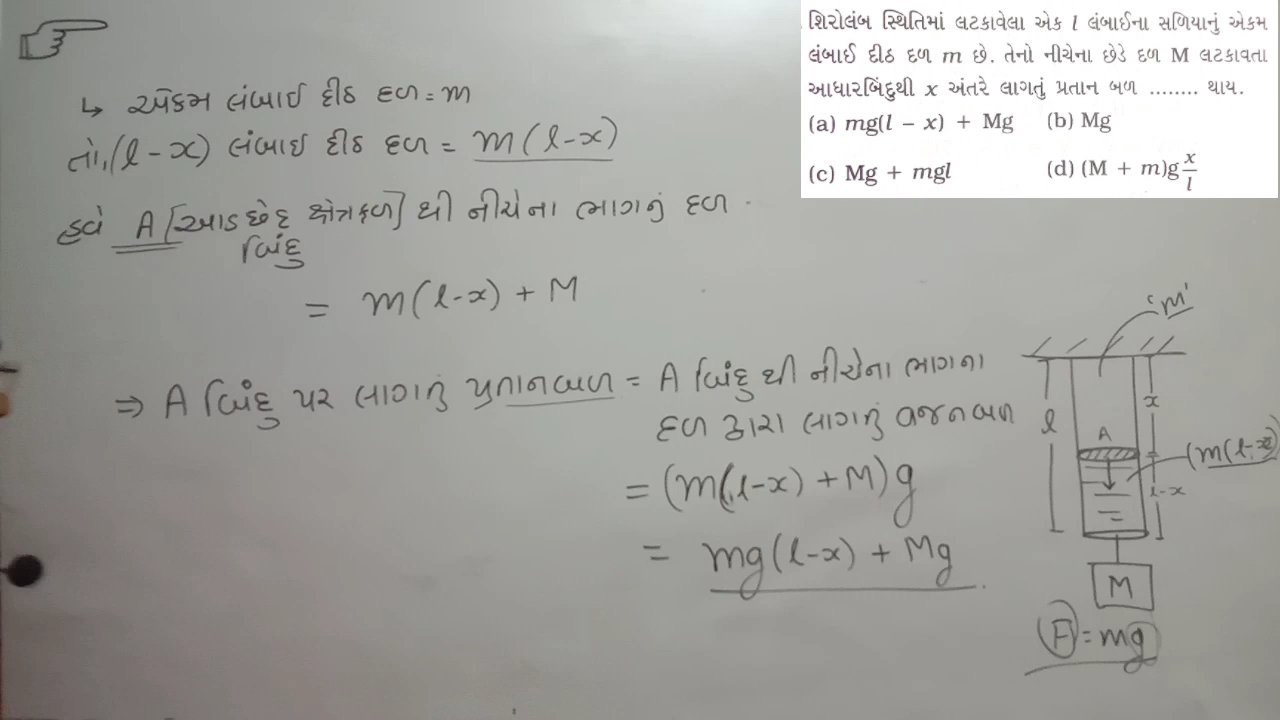 શિરોલંબ સ્થિતિમાં લટકાવેલા એક l લંબાઈના સળિયાનું એકમ
લંબાઈ દીઠ દળ m છે. તેનો નીચેના છેડે દળ M લટકાવતા
આધારબિંદુથી x અંતરે લાગતું પ્રતાન બળ ........ થાય.
(a) mg(l – x) + Mg (b) Mg
(c) Mg + mgl (d) (M + m)g x/l
↳ એકમ લંબાઈ દીઠ દળ = m
તો, (l - x) લંબાઈ દીઠ દળ = m(l-x)
હવે A [આડછેદ ક્ષેત્રફળ] થી નીચેના ભાગનું દળ
બિંદુ
= m(l-x) + M
⇒ A બિંદુ પર લાગતું પ્રતાનબળ = A બિંદુ થી નીચેના ભાગના
દળ દ્વારા લાગતું વજનબળ
= (m(l-x) + M)g
= mg(l-x) + Mg
'm'
l
x
A
(m(l-x)
l-x
M
F = mg